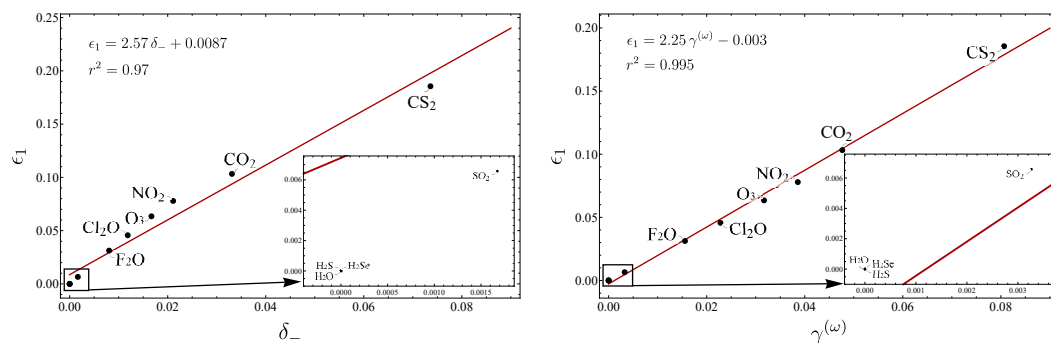 ϵ₁ = 2.57 δ₋ + 0.0087
r² = 0.97
ϵ₁
0.25
0.20
0.15
0.10
0.05
0.00
CS₂
CO₂
NO₂
O₃
Cl₂O
F₂O
0.006
0.004
0.002
0.000
SO₂
H₂S
H₂Se
H₂O
0.0000
0.0005
0.0010
0.0015
0.00
0.02
0.04
0.06
0.08
δ₋
ϵ₁ = 2.25 γ^(ω) − 0.003
r² = 0.995
ϵ₁
0.20
0.15
0.10
0.05
0.00
CS₂
CO₂
NO₂
O₃
F₂O
Cl₂O
0.006
0.004
0.002
0.000
SO₂
H₂O
H₂Se
H₂S
0.000
0.001
0.002
0.003
0.00
0.02
0.04
0.06
0.08
γ^(ω)